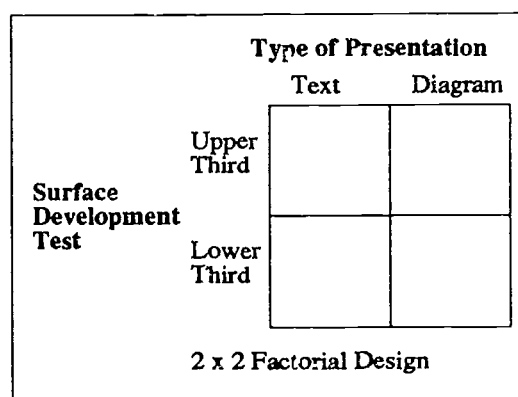 Type of Presentation
Text Diagram
Upper
Third
Surface
Development
Test
Lower
Third
2 x 2 Factorial Design